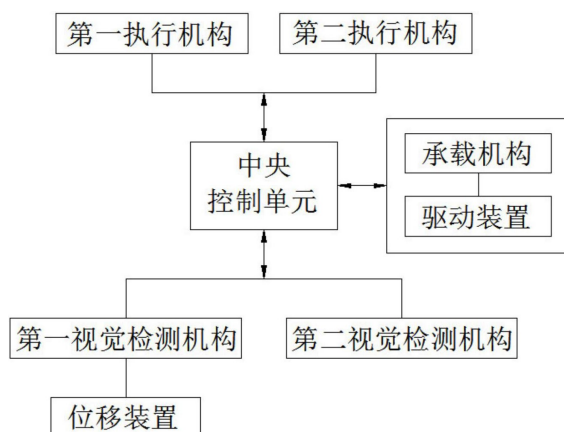 第一执行机构
第二执行机构
中央
控制单元
承载机构
驱动装置
第一视觉检测机构
第二视觉检测机构
位移装置